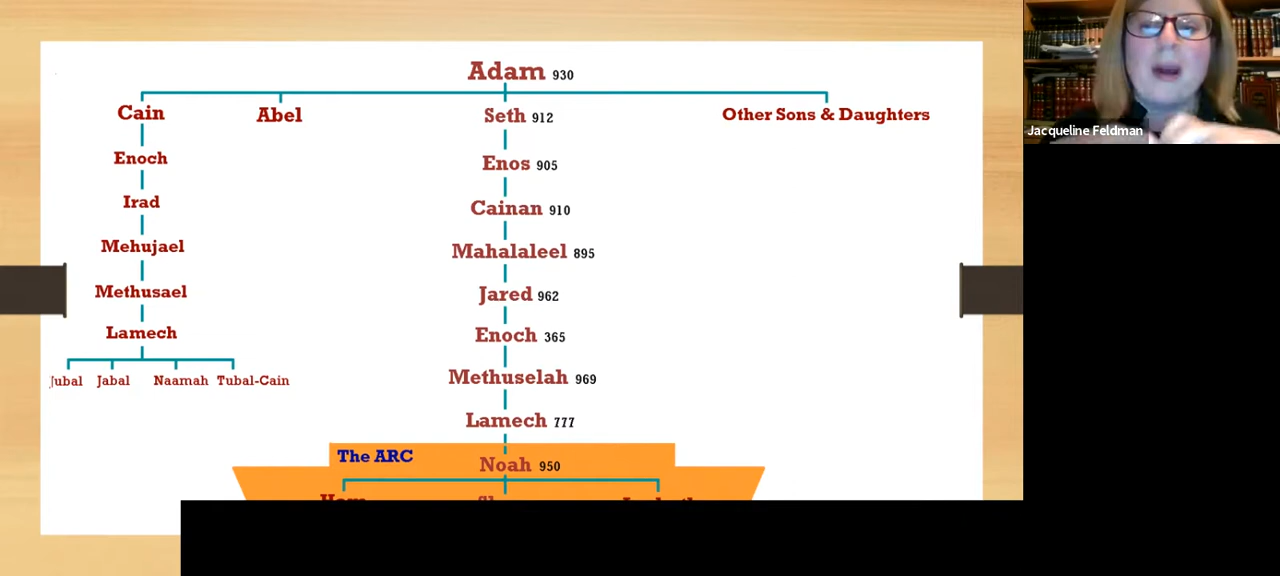 Adam 930
Cain Abel Seth 912 Other Sons & Daughters
Enoch Enos 905
Irad Cainan 910
Mehujael Mahalaleel 895
Methusael Jared 962
Lamech Enoch 365
Jubal Jabal Naamah Tubal-Cain Methuselah 969
Lamech 777
The ARC Noah 950
Jacqueline Feldman